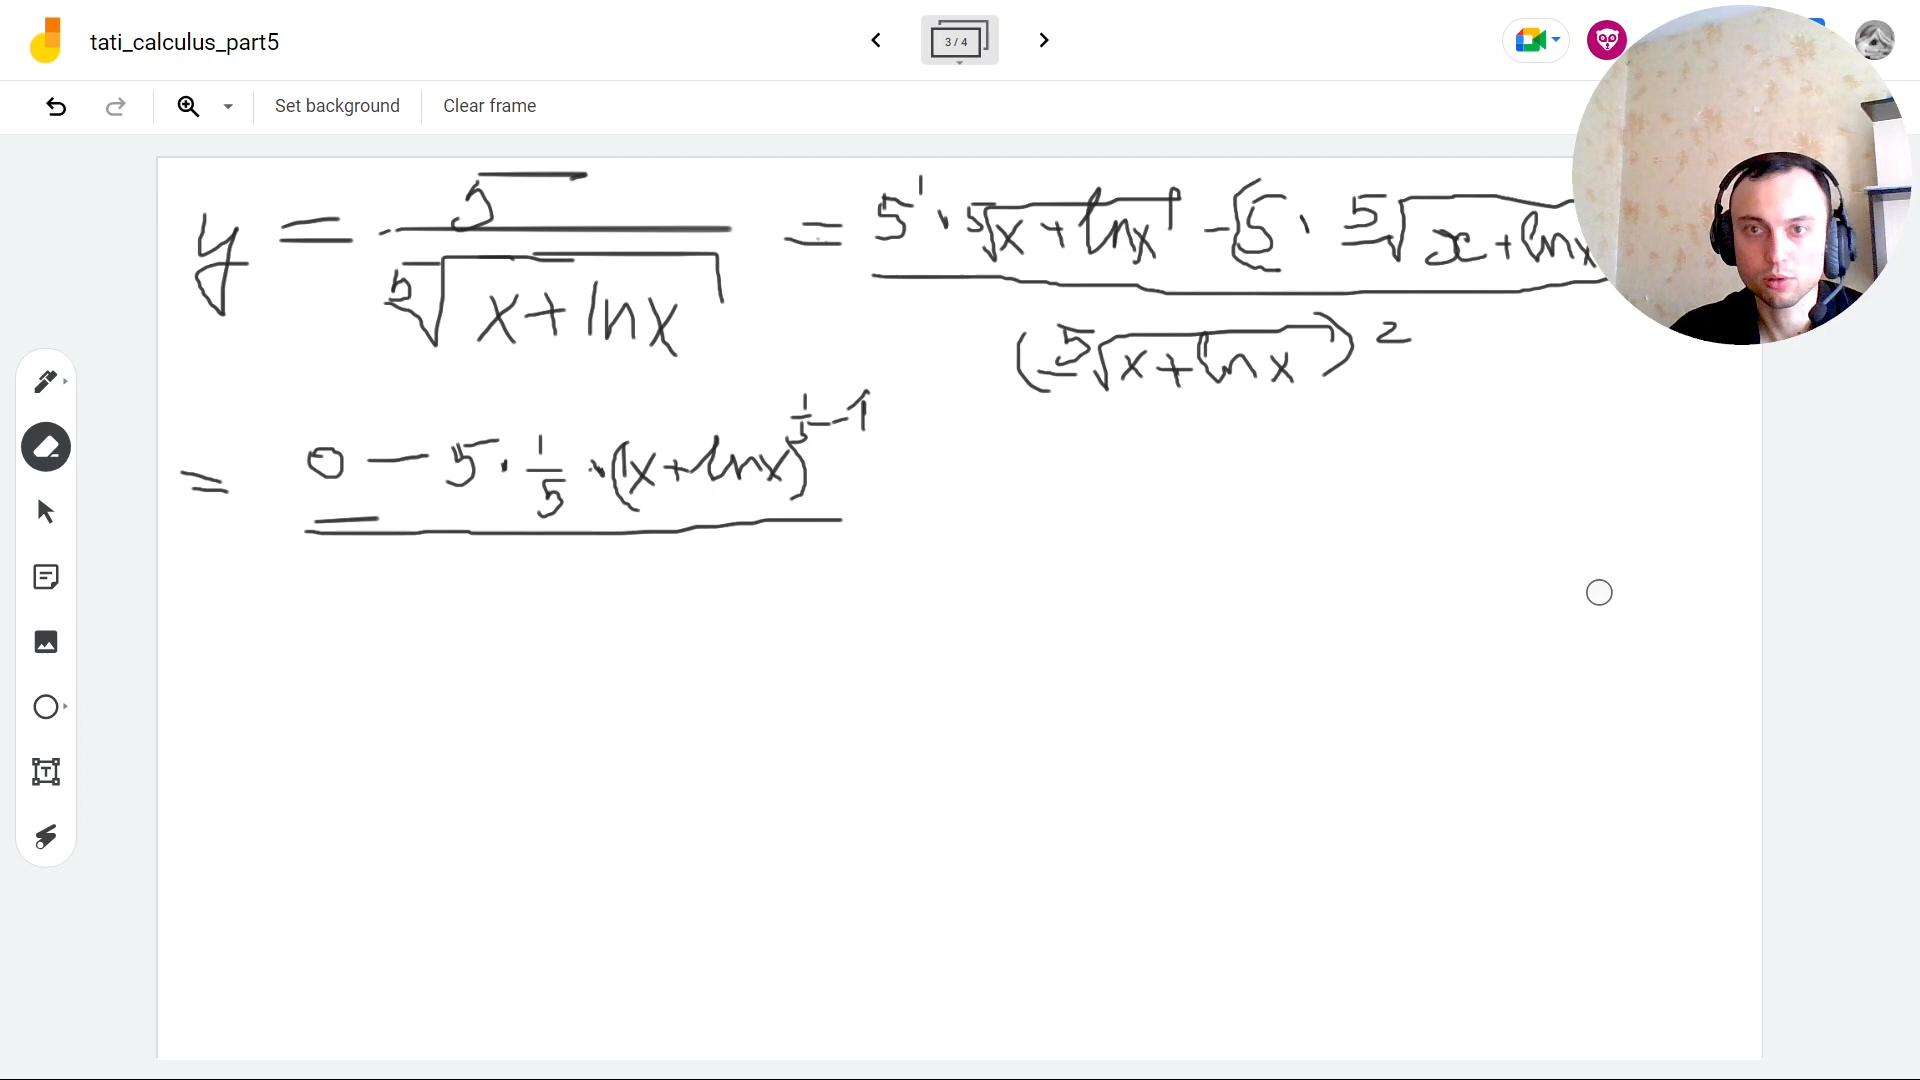 tati_calculus_part5
3 / 4
Set background
Clear frame
y = 5 / ⁵√(x + ln x) = (5' · ⁵√(x + ln x) - (5 · ⁵√(x + ln x / (⁵√(x + ln x))²
= 0 - 5 · 1/5 · (x + ln x)^(1/5 - 1)